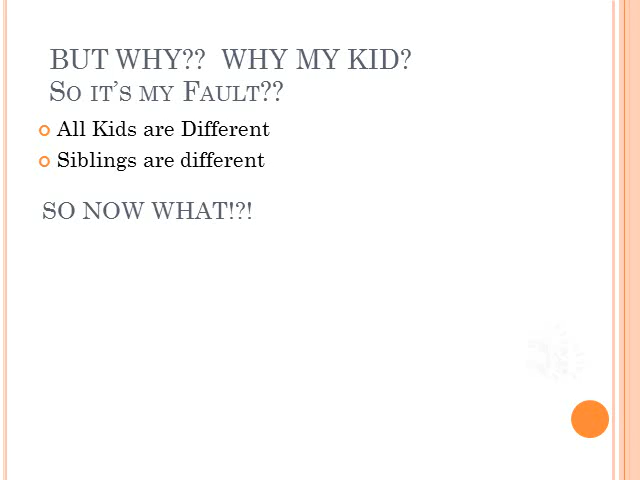 BUT WHY?? WHY MY KID?
SO IT'S MY FAULT??
All Kids are Different
Siblings are different
SO NOW WHAT!?!